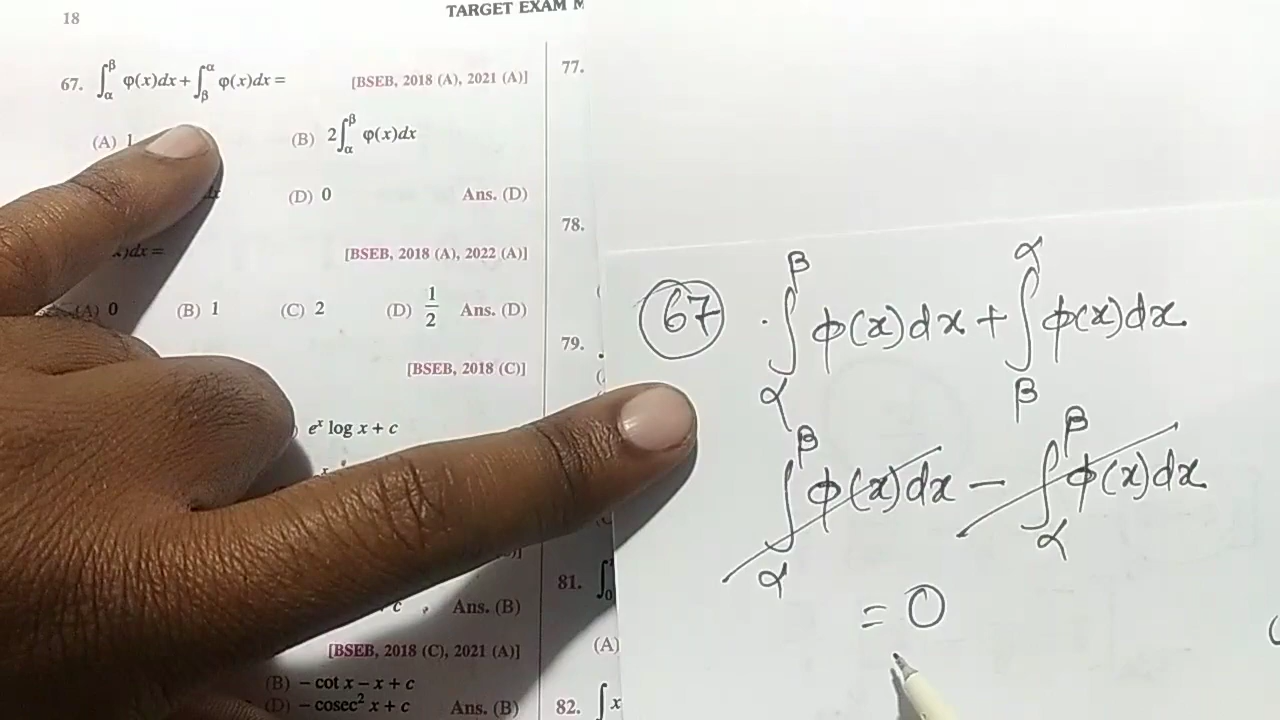 18
TARGET EXAM
67. ∫_α^β φ(x)dx + ∫_β^α φ(x)dx =
[BSEB, 2018 (A), 2021 (A)]
(A) 1
(B) 2∫_α^β φ(x)dx
(D) 0
Ans. (D)
x)dx =
[BSEB, 2018 (A), 2022 (A)]
(A) 0
(B) 1
(C) 2
(D) 1/2
Ans. (D)
[BSEB, 2018 (C)]
e^x log x + c
Ans. (B)
[BSEB, 2018 (C), 2021 (A)]
(B) – cot x – x + c
(D) – cosec² x + c
Ans. (B)
77.
78.
79.
81. ∫_0
(A)
82. ∫ x
67 . ∫_α^β φ(x)dx + ∫_β^α φ(x)dx
∫_α^β φ(x)dx − ∫_α^β φ(x)dx
= 0